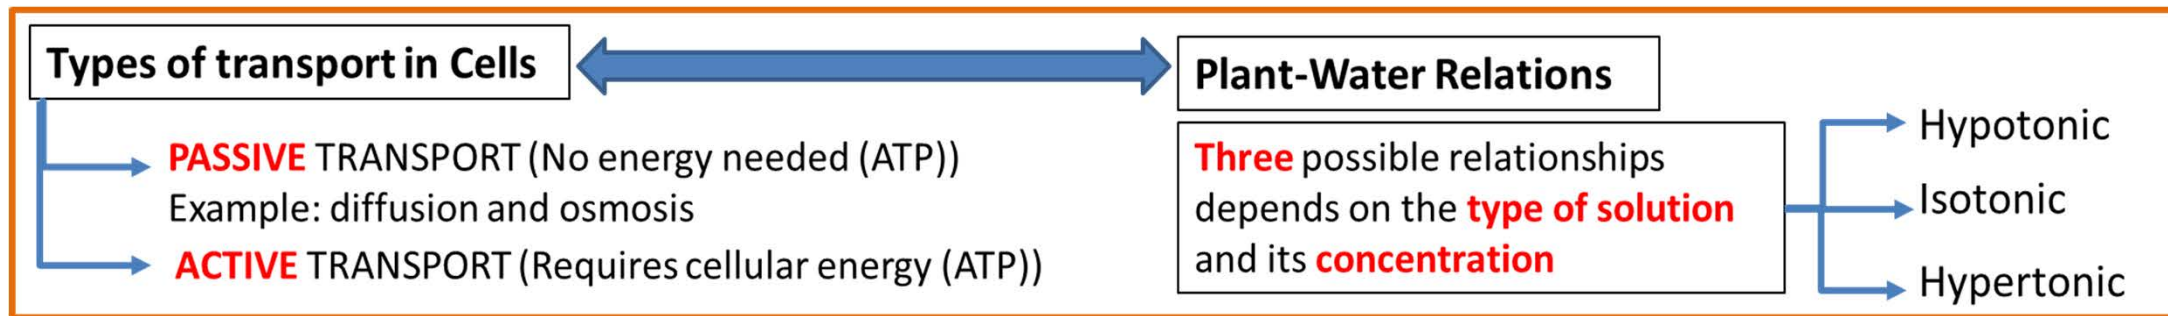 Types of transport in Cells
PASSIVE TRANSPORT (No energy needed (ATP))
Example: diffusion and osmosis
ACTIVE TRANSPORT (Requires cellular energy (ATP))
Plant-Water Relations
Three possible relationships
depends on the type of solution
and its concentration
Hypotonic
Isotonic
Hypertonic